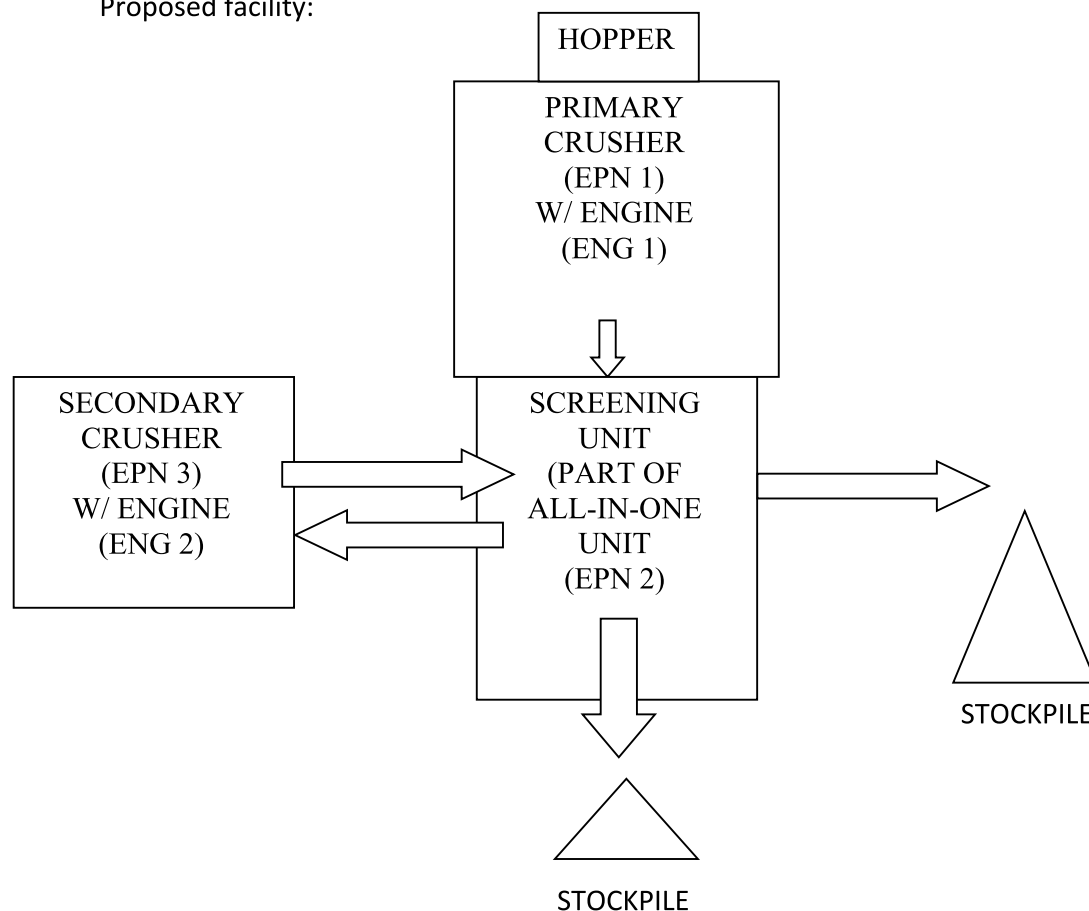 Proposed facility:
HOPPER
PRIMARY
CRUSHER
(EPN 1)
W/ ENGINE
(ENG 1)
SECONDARY
CRUSHER
(EPN 3)
W/ ENGINE
(ENG 2)
SCREENING
UNIT
(PART OF
ALL-IN-ONE
UNIT
(EPN 2)
STOCKPILE
STOCKPILE